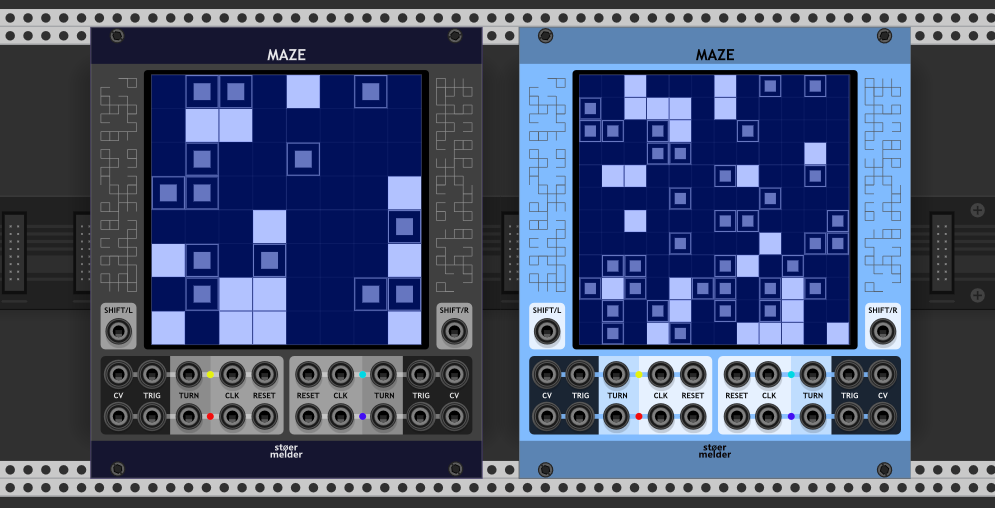 MAZE
SHIFT/L
SHIFT/R
CV TRIG TURN CLK RESET RESET CLK TURN TRIG CV
støer
melder
MAZE
SHIFT/L
SHIFT/R
CV TRIG TURN CLK RESET RESET CLK TURN TRIG CV
støer
melder